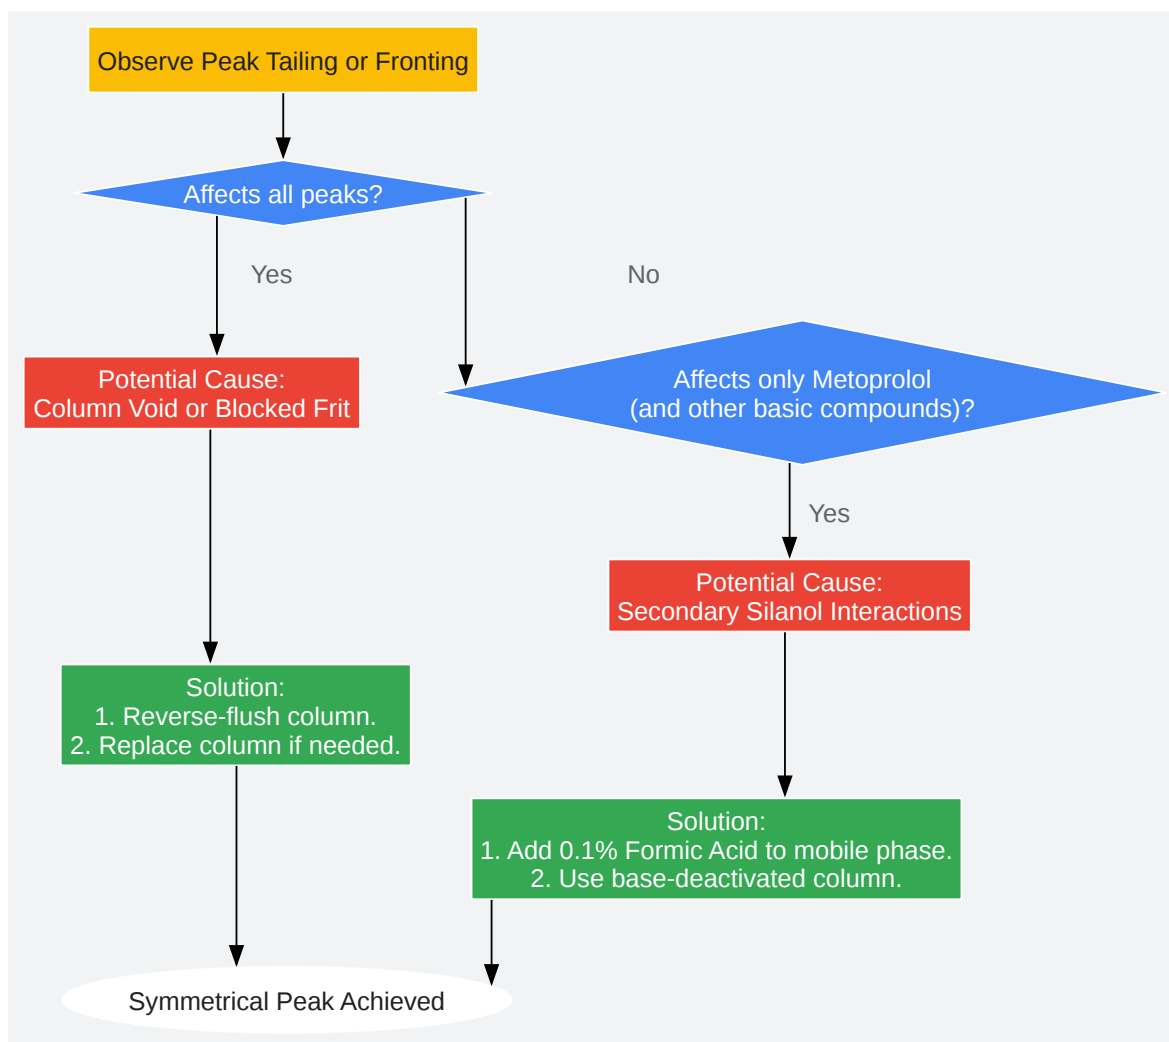 Observe Peak Tailing or Fronting
Affects all peaks?
Yes
No
Potential Cause:
Column Void or Blocked Frit
Affects only Metoprolol
(and other basic compounds)?
Yes
Potential Cause:
Secondary Silanol Interactions
Solution:
1. Reverse-flush column.
2. Replace column if needed.
Solution:
1. Add 0.1% Formic Acid to mobile phase.
2. Use base-deactivated column.
Symmetrical Peak Achieved